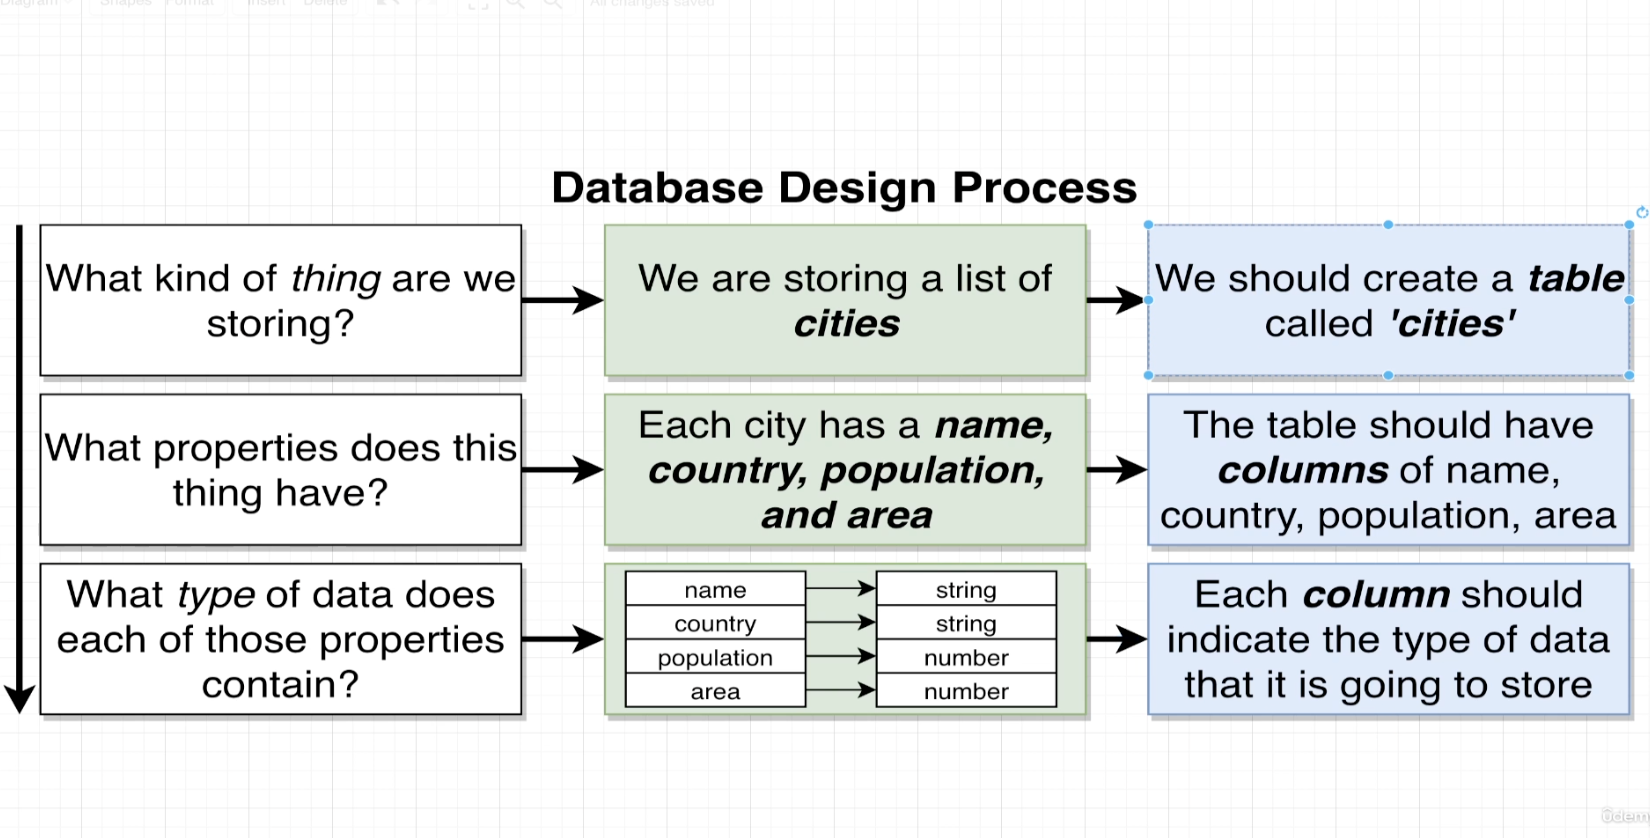 Diagram Shapes Format Insert Delete All changes saved
Database Design Process
What kind of thing are we
storing?
We are storing a list of
cities
We should create a table
called 'cities'
What properties does this
thing have?
Each city has a name,
country, population,
and area
The table should have
columns of name,
country, population, area
What type of data does
each of those properties
contain?
name string
country string
population number
area number
Each column should
indicate the type of data
that it is going to store